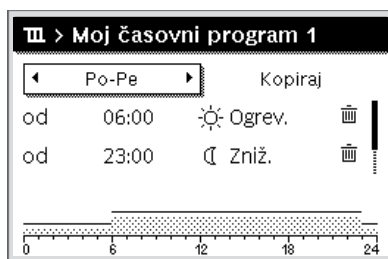 > Moj časovni program 1
Po-Pe Kopiraj
od 06:00 Ogrev.
od 23:00 Zniž.
0 6 12 18 24